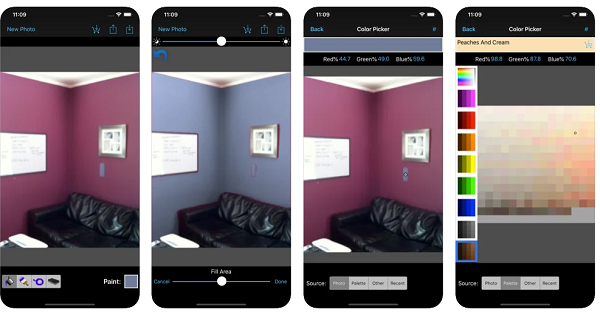 11:09
New Photo
Paint:
11:09
New Photo
Fill Area
Cancel
Done
11:09
Back
Color Picker
#
Red% 44.7 Green% 49.0 Blue% 59.6
Source:
Photo
Palette
Other
Recent
11:09
Back
Color Picker
#
Peaches And Cream
Red% 98.8 Green% 87.8 Blue% 70.6
Source:
Photo
Palette
Other
Recent